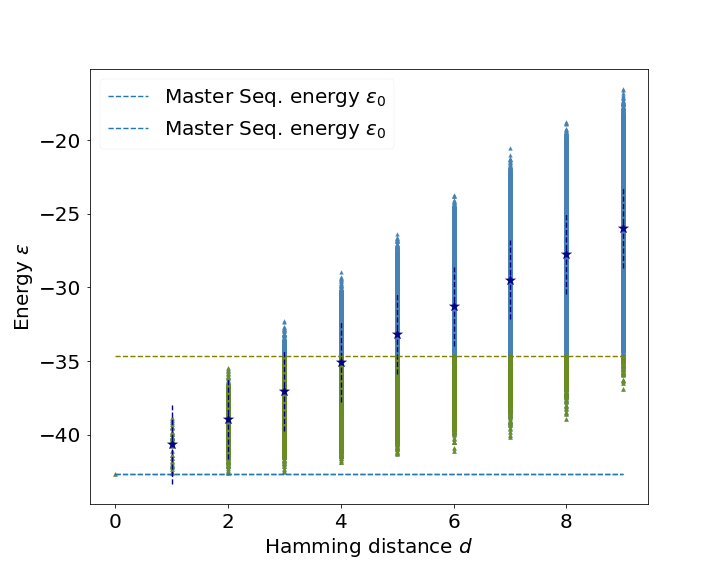 Master Seq. energy ε₀
Master Seq. energy ε₀
−20
−25
−30
−35
−40
Energy ε
0 2 4 6 8
Hamming distance d